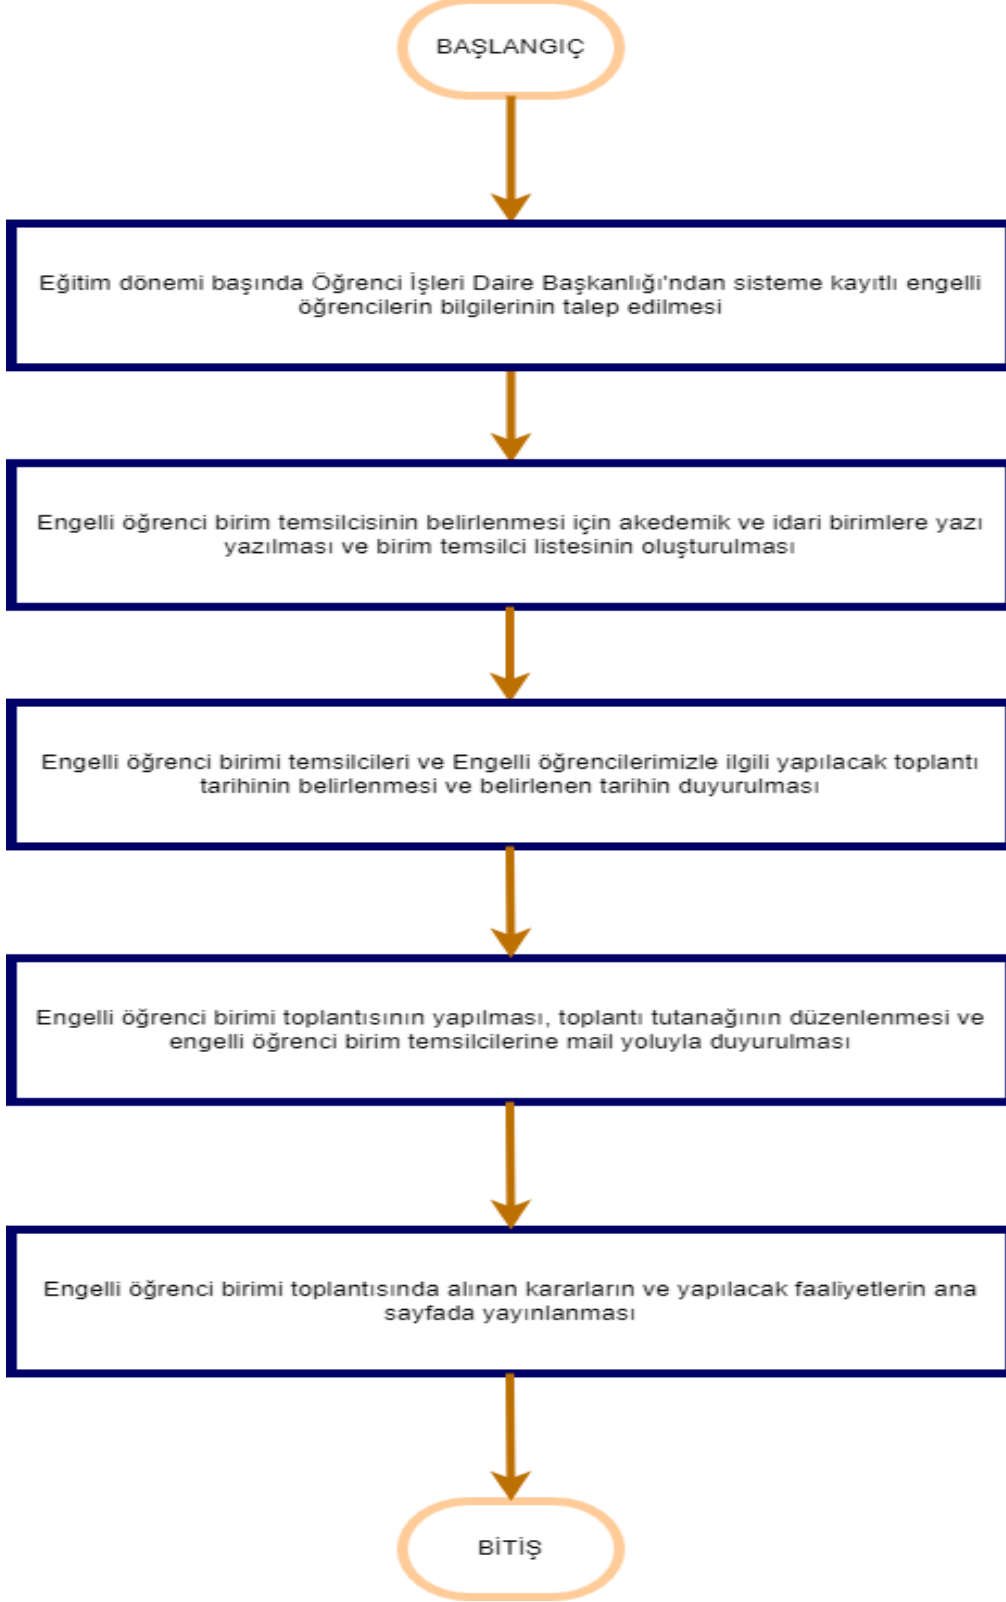 BAŞLANGIÇ
Eğitim dönemi başında Öğrenci İşleri Daire Başkanlığı'ndan sisteme kayıtlı engelli
öğrencilerin bilgilerinin talep edilmesi
Engelli öğrenci birim temsilcisinin belirlenmesi için akedemik ve idari birimlere yazı
yazılması ve birim temsilci listesinin oluşturulması
Engelli öğrenci birimi temsilcileri ve Engelli öğrencilerimizle ilgili yapılacak toplantı
tarihinin belirlenmesi ve belirlenen tarihin duyurulması
Engelli öğrenci birimi toplantısının yapılması, toplantı tutanağının düzenlenmesi ve
engelli öğrenci birim temsilcilerine mail yoluyla duyurulması
Engelli öğrenci birimi toplantısında alınan kararların ve yapılacak faaliyetlerin ana
sayfada yayınlanması
BİTİŞ